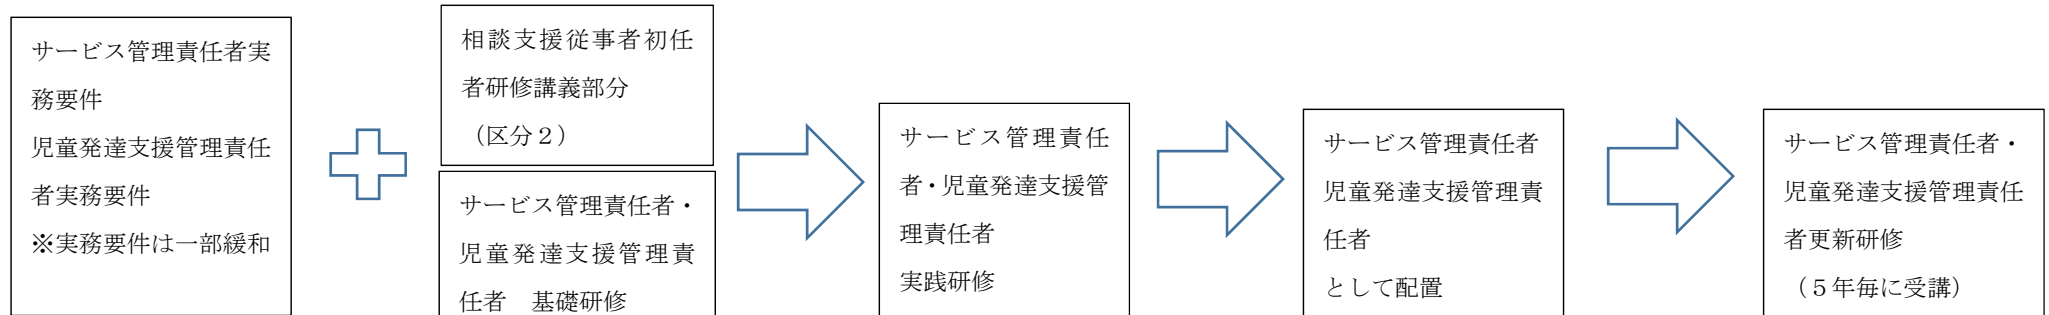 サービス管理責任者実
務要件
児童発達支援管理責任
者実務要件
※実務要件は一部緩和
相談支援従事者初任
者研修講義部分
（区分２）
サービス管理責任者・
児童発達支援管理責
任者　基礎研修
サービス管理責任
者・児童発達支援管
理責任者
実践研修
サービス管理責任者
児童発達支援管理責
任者
として配置
サービス管理責任者・
児童発達支援管理責任
者更新研修
（５年毎に受講）